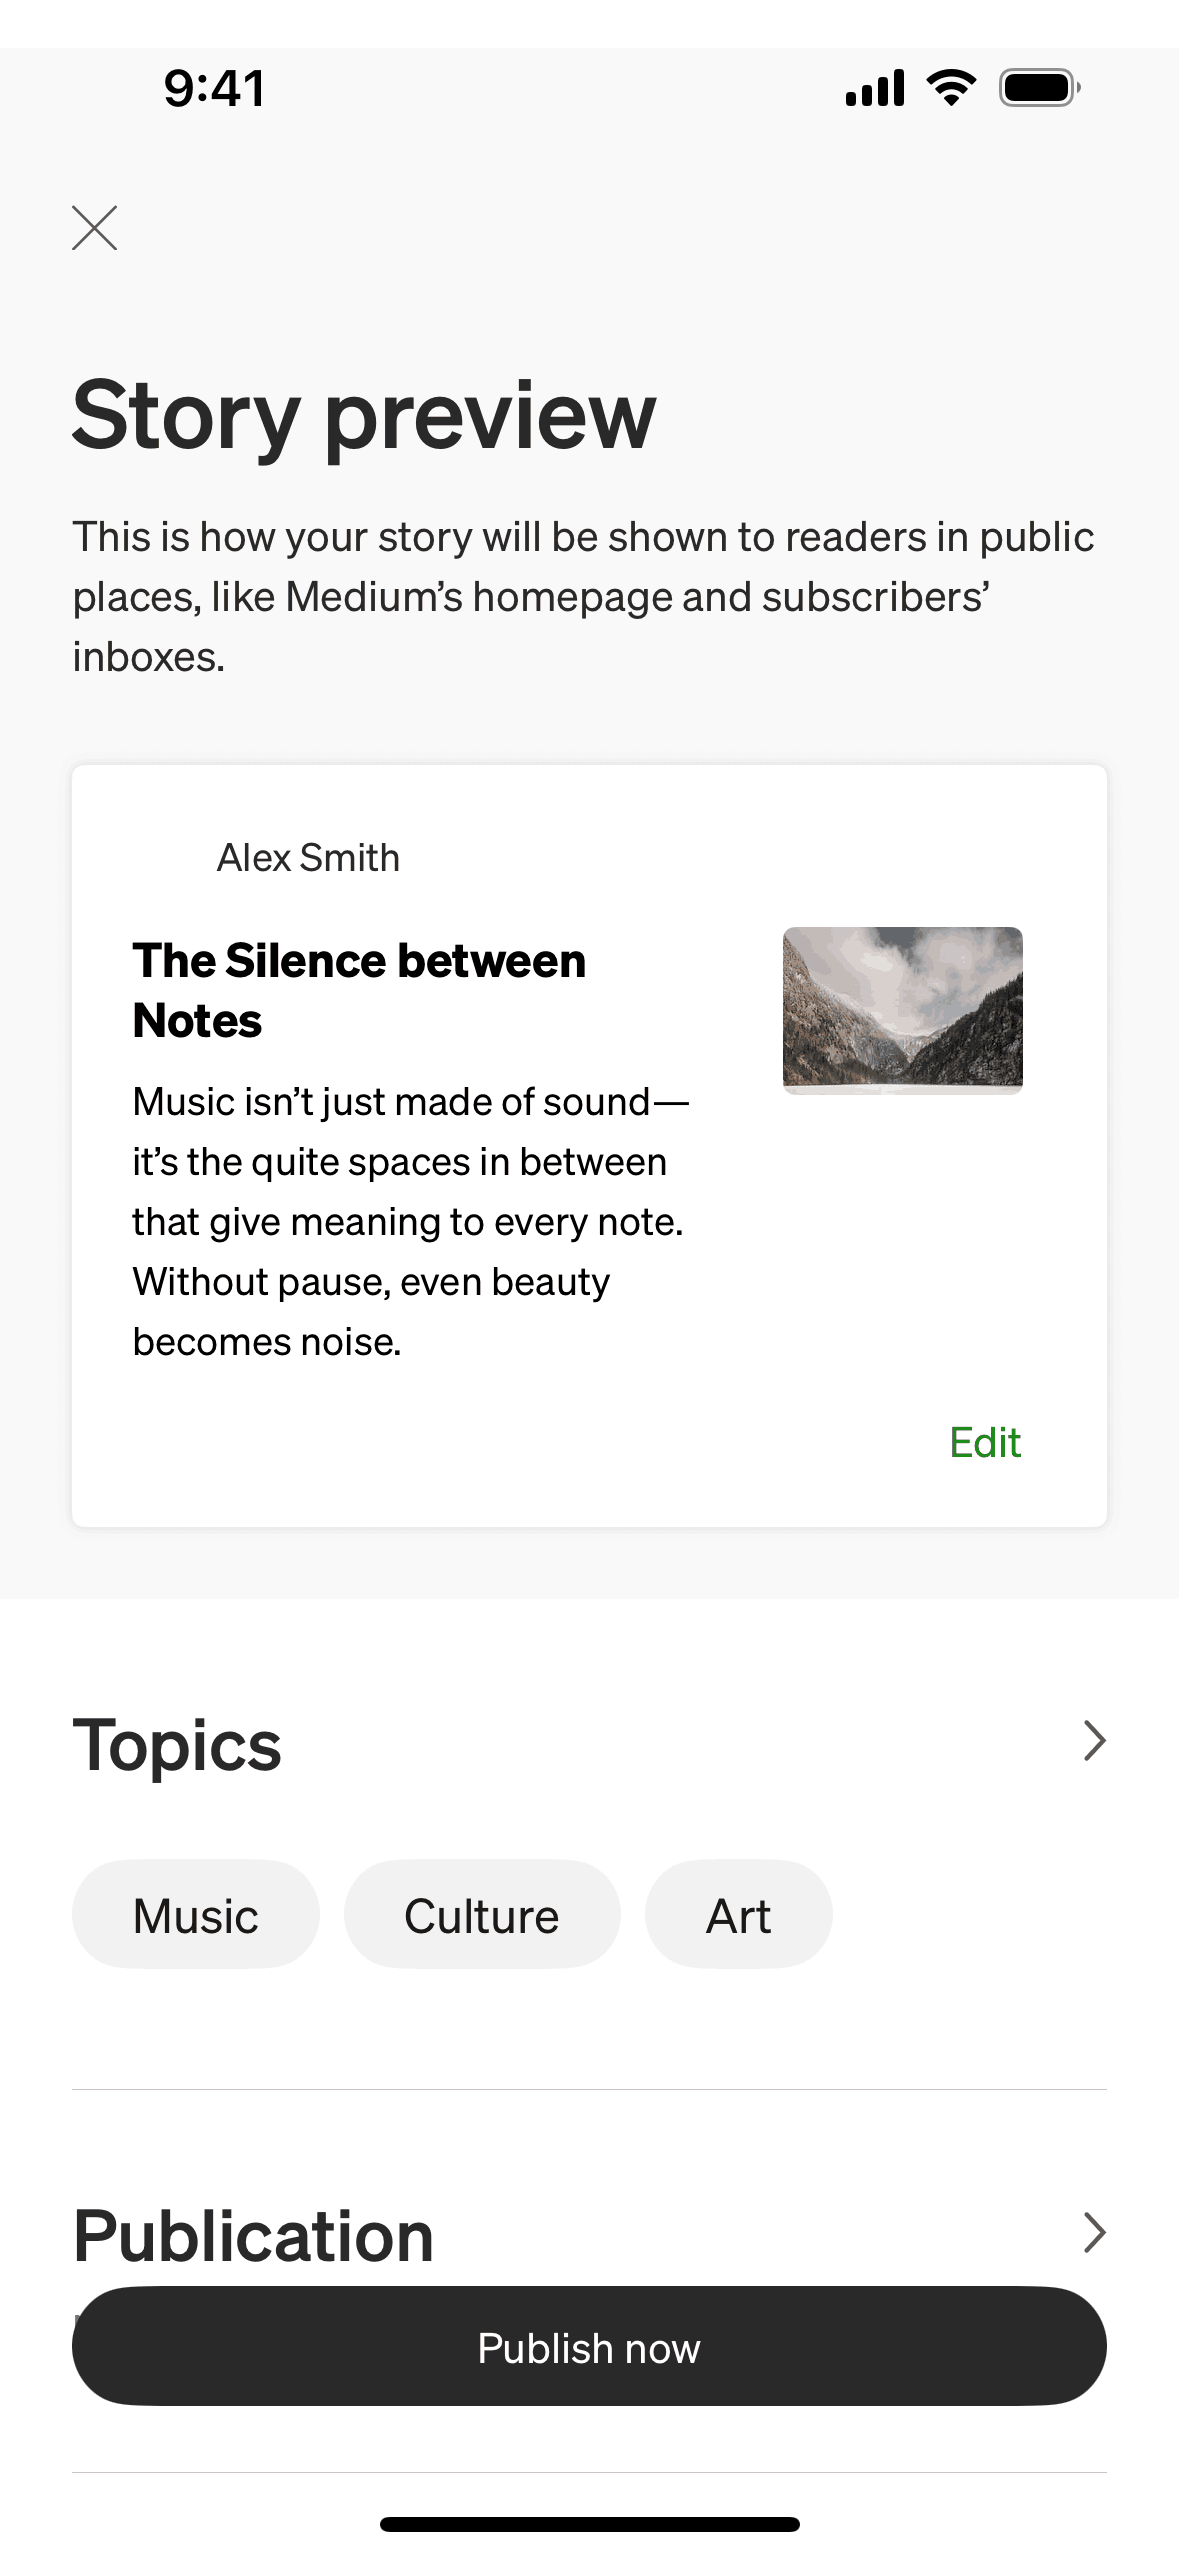 9:41
Story preview
This is how your story will be shown to readers in public
places, like Medium’s homepage and subscribers’
inboxes.
Alex Smith
The Silence between
Notes
Music isn’t just made of sound—
it’s the quite spaces in between
that give meaning to every note.
Without pause, even beauty
becomes noise.
Edit
Topics
Music Culture Art
Publication
Publish now